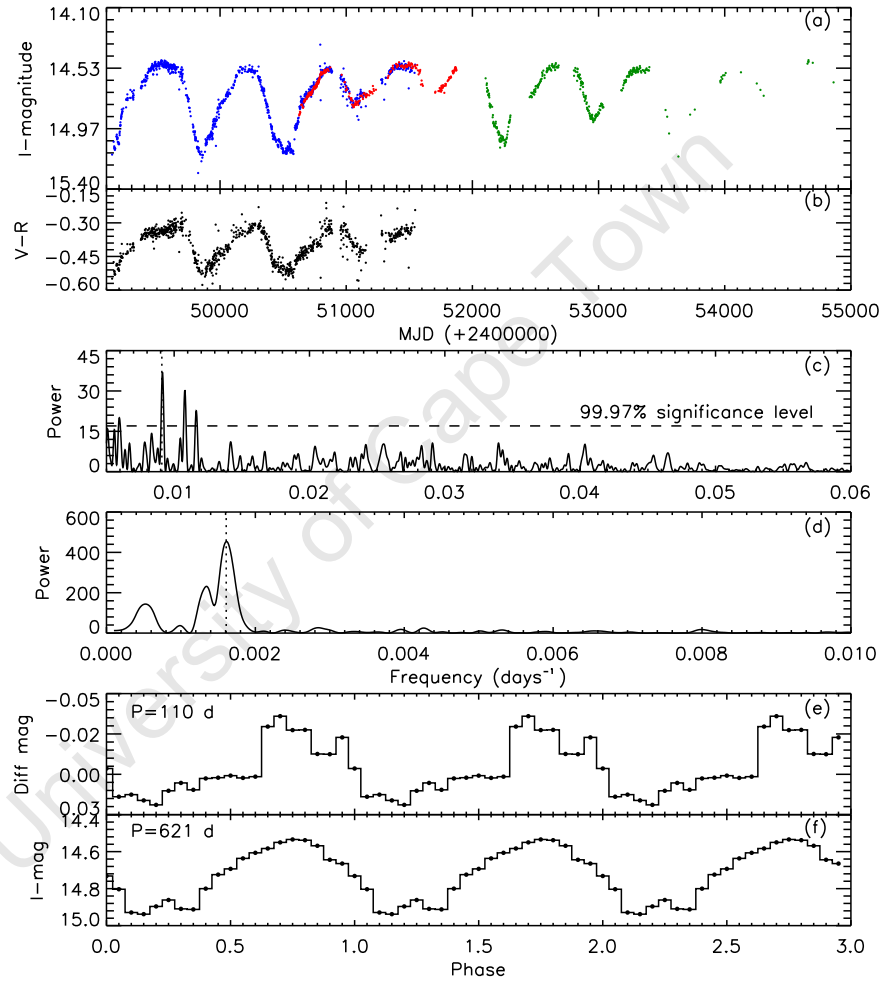 14.10
14.53
14.97
15.40
I-magnitude
(a)
-0.15
-0.30
-0.45
-0.60
V-R
(b)
50000 51000 52000 53000 54000 55000
MJD (+2400000)
45
30
15
0
Power
(c)
99.97% significance level
0.01 0.02 0.03 0.04 0.05 0.06
600
400
200
0
Power
(d)
0.000 0.002 0.004 0.006 0.008 0.010
Frequency (days⁻¹)
-0.05
-0.02
0.00
0.03
Diff mag
P=110 d
(e)
14.4
14.6
14.8
15.0
I-mag
P=621 d
(f)
0.0 0.5 1.0 1.5 2.0 2.5 3.0
Phase
University of Cape Town